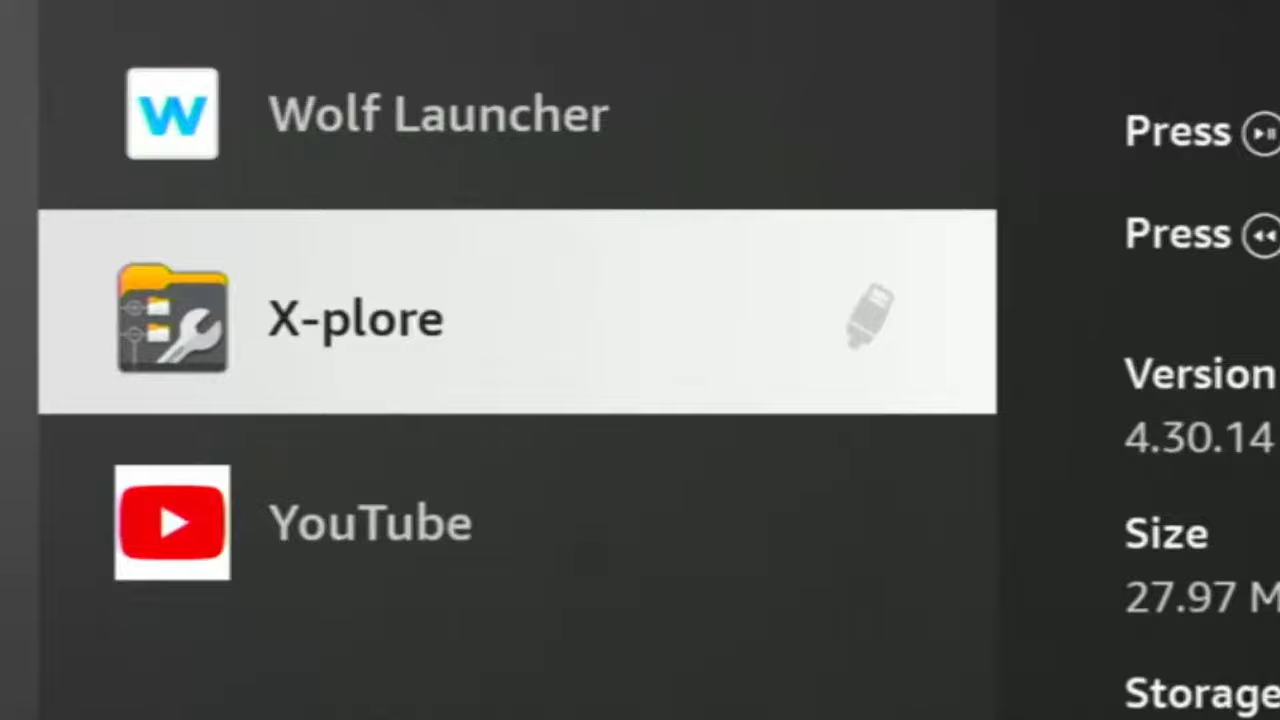 Wolf Launcher
X-plore
YouTube
Press
Press
Version
4.30.14
Size
27.97 M
Storage